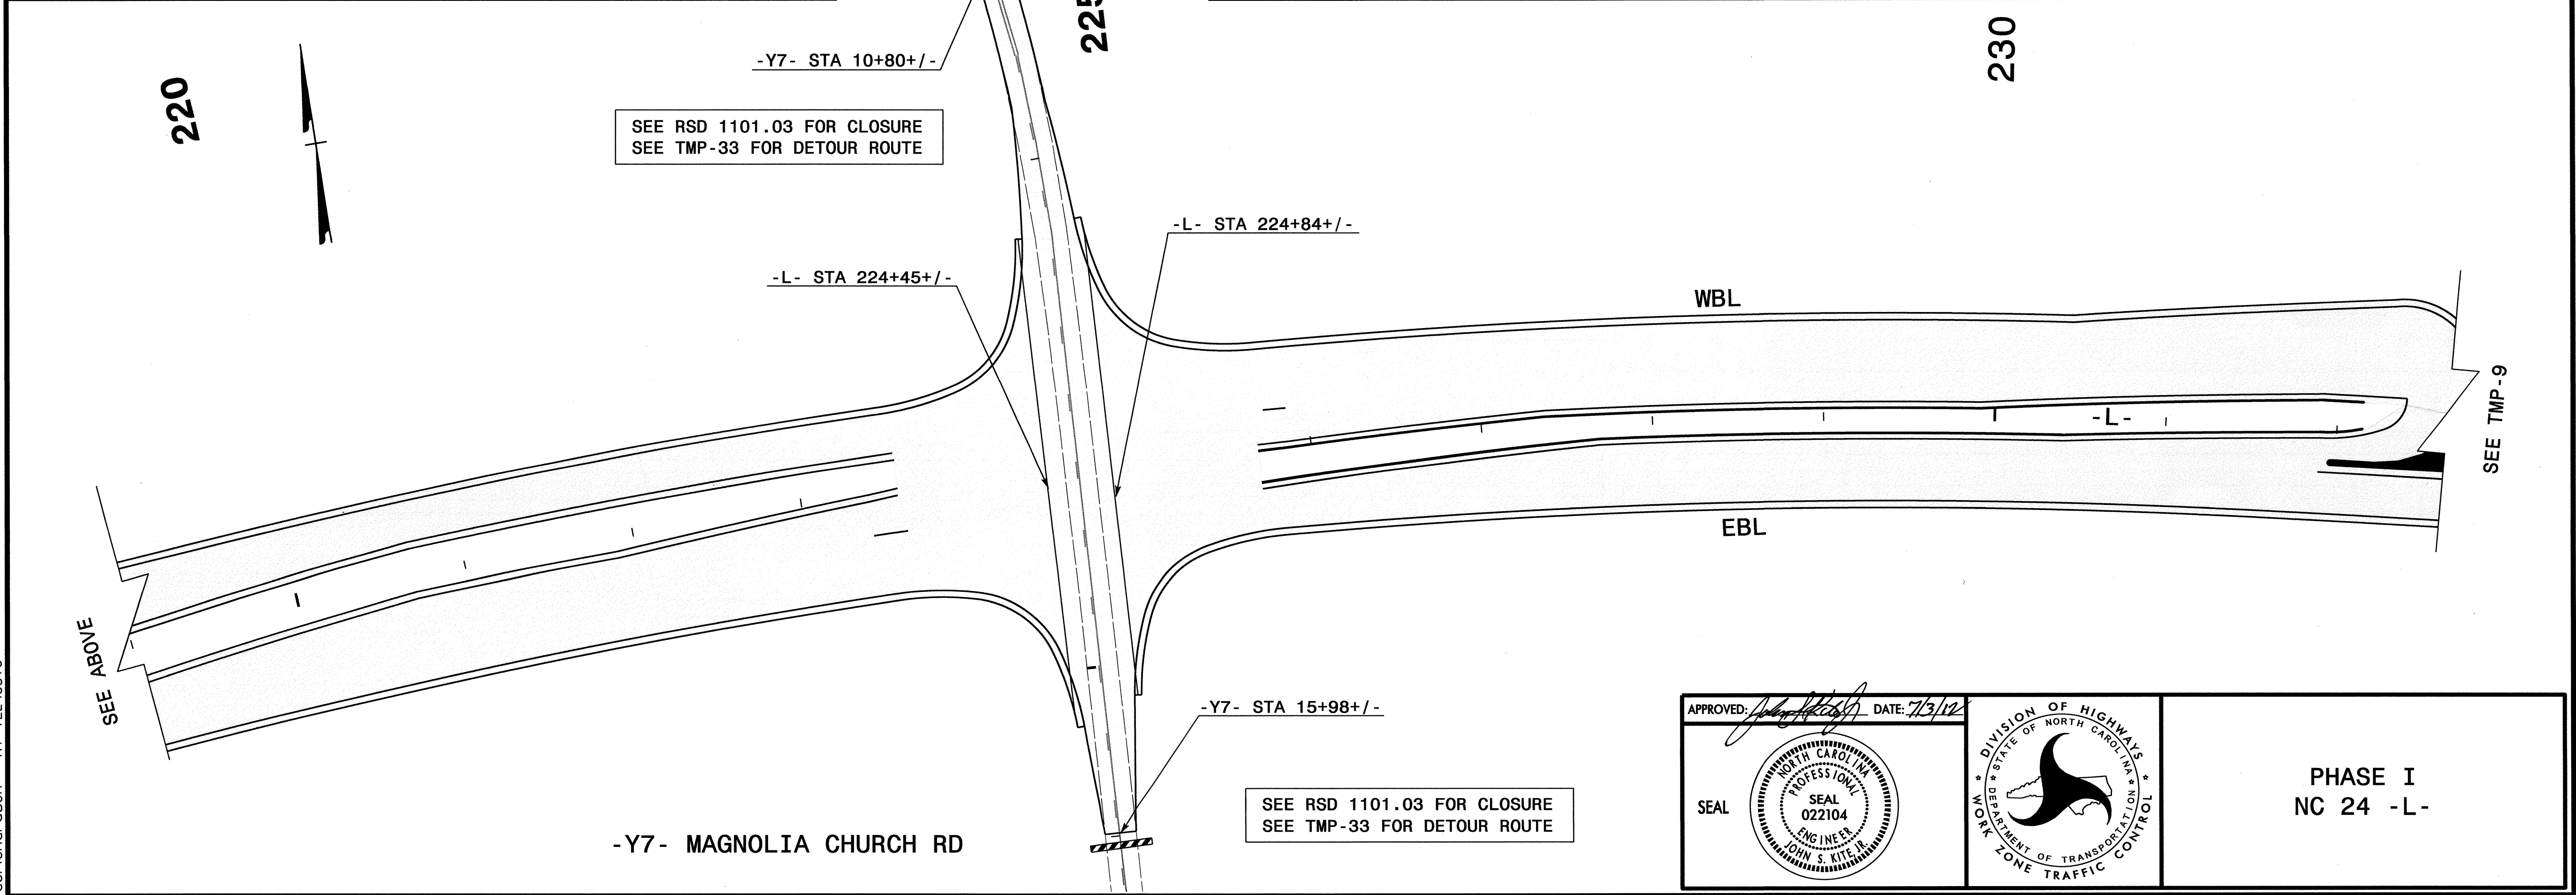 220
225
230
-Y7- STA 10+80+/-
SEE RSD 1101.03 FOR CLOSURE
SEE TMP-33 FOR DETOUR ROUTE
-L- STA 224+84+/-
-L- STA 224+45+/-
WBL
-L-
EBL
SEE TMP-9
SEE ABOVE
-Y7- STA 15+98+/-
SEE RSD 1101.03 FOR CLOSURE
SEE TMP-33 FOR DETOUR ROUTE
-Y7- MAGNOLIA CHURCH RD
APPROVED: DATE: 7/3/12
SEAL
NORTH CAROLINA
PROFESSIONAL
SEAL
022104
ENGINEER
JOHN S. KITE, JR.
DIVISION OF HIGHWAYS
STATE OF NORTH CAROLINA
DEPARTMENT OF TRANSPORTATION
WORK ZONE TRAFFIC CONTROL
PHASE I
NC 24 -L-